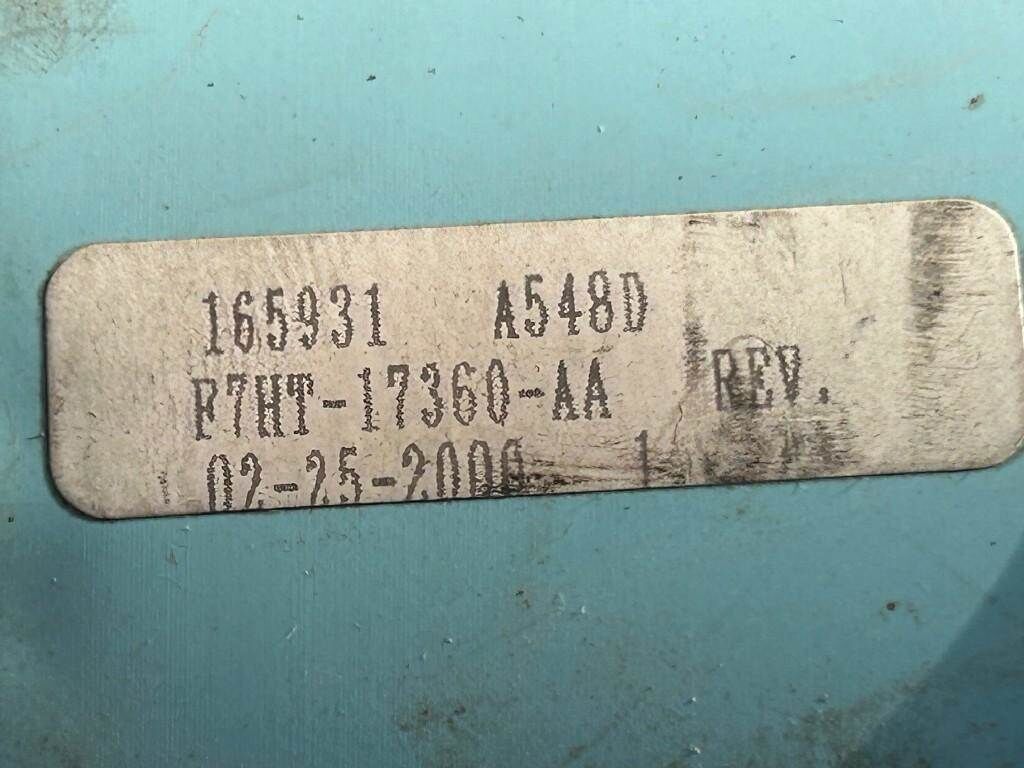 165931 A548D
F7HT-17360-AA REV.
02-25-2000 1